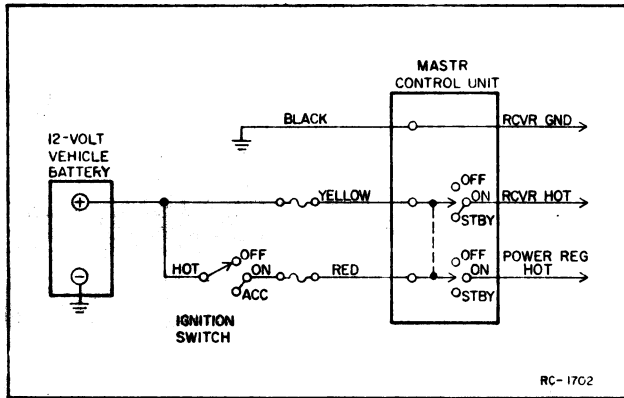 MASTR
CONTROL UNIT
BLACK
RCVR GND
12-VOLT
VEHICLE
BATTERY
+
OFF
YELLOW
ON
RCVR HOT
STBY
OFF
POWER REG
HOT
OFF
HOT
ON
RED
ON
−
ACC
STBY
IGNITION
SWITCH
RC-1702